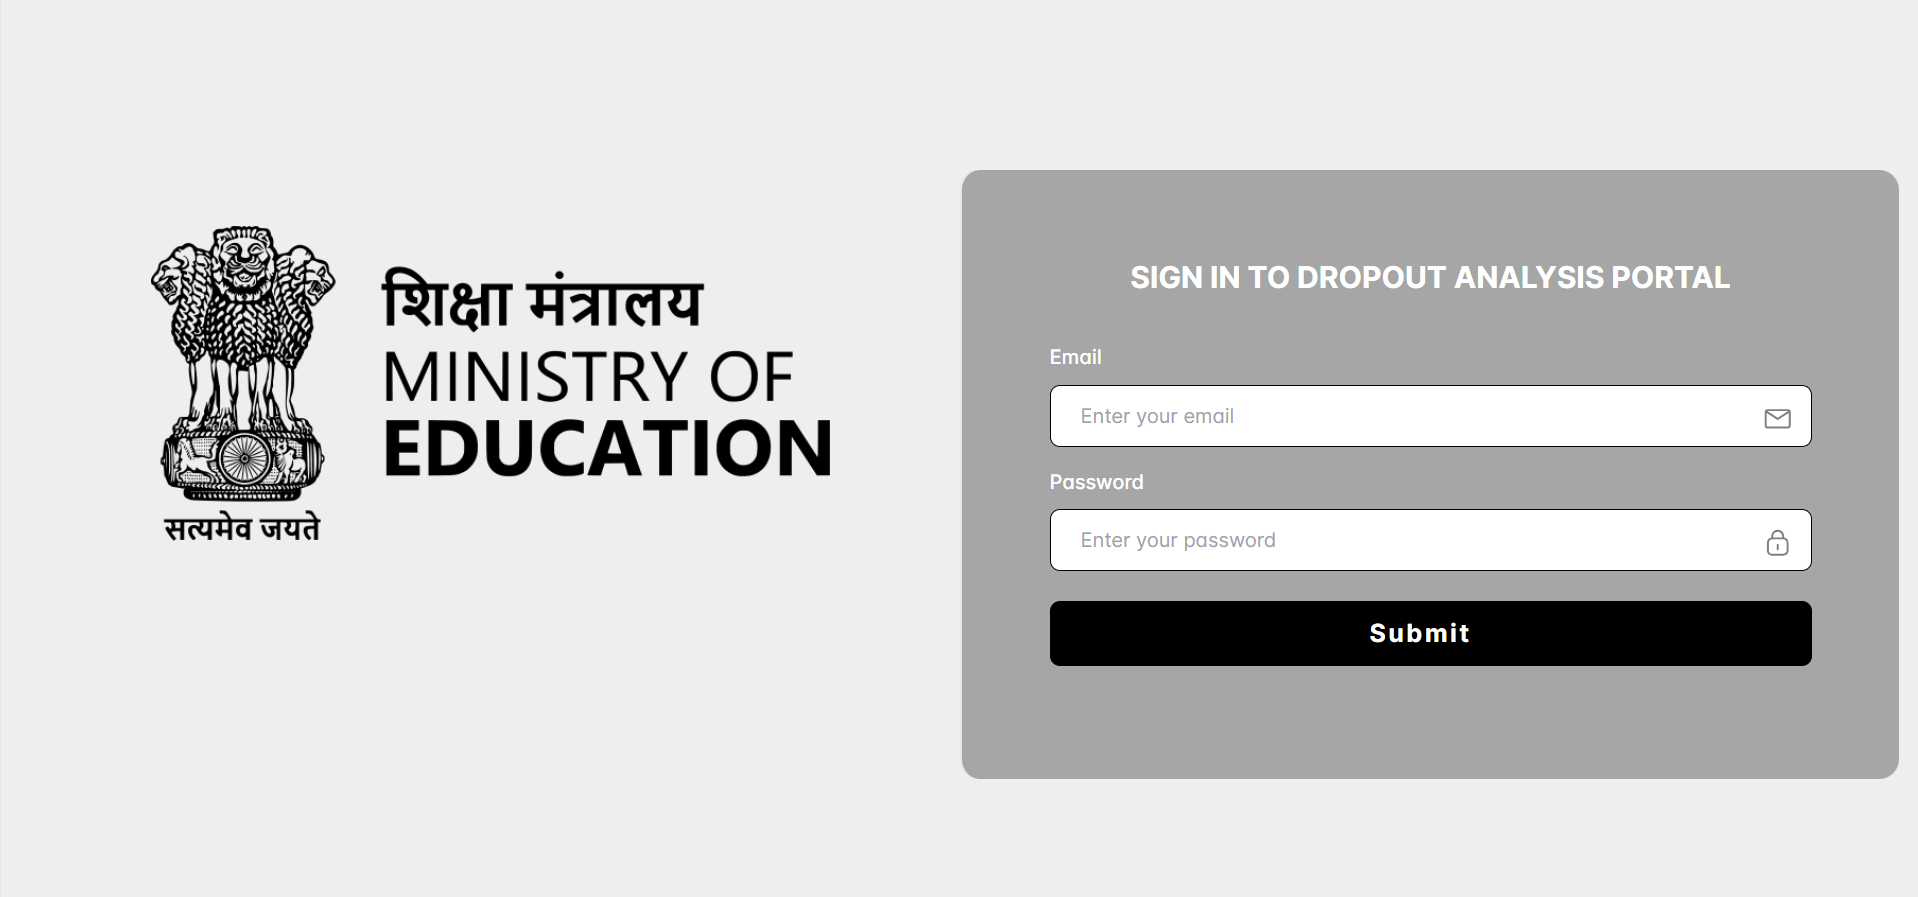 शिक्षा मंत्रालय
MINISTRY OF
EDUCATION
सत्यमेव जयते
SIGN IN TO DROPOUT ANALYSIS PORTAL
Email
Enter your email
Password
Enter your password
Submit